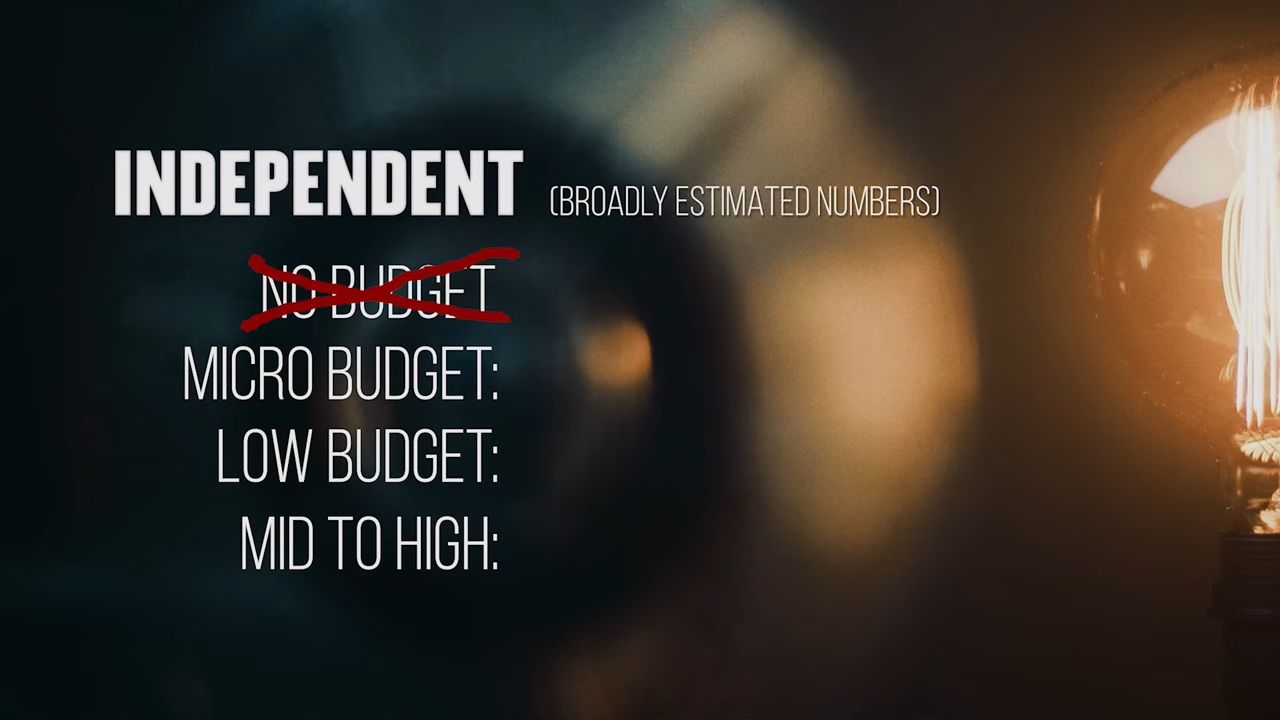 INDEPENDENT (BROADLY ESTIMATED NUMBERS)
NO BUDGET
MICRO BUDGET:
LOW BUDGET:
MID TO HIGH: